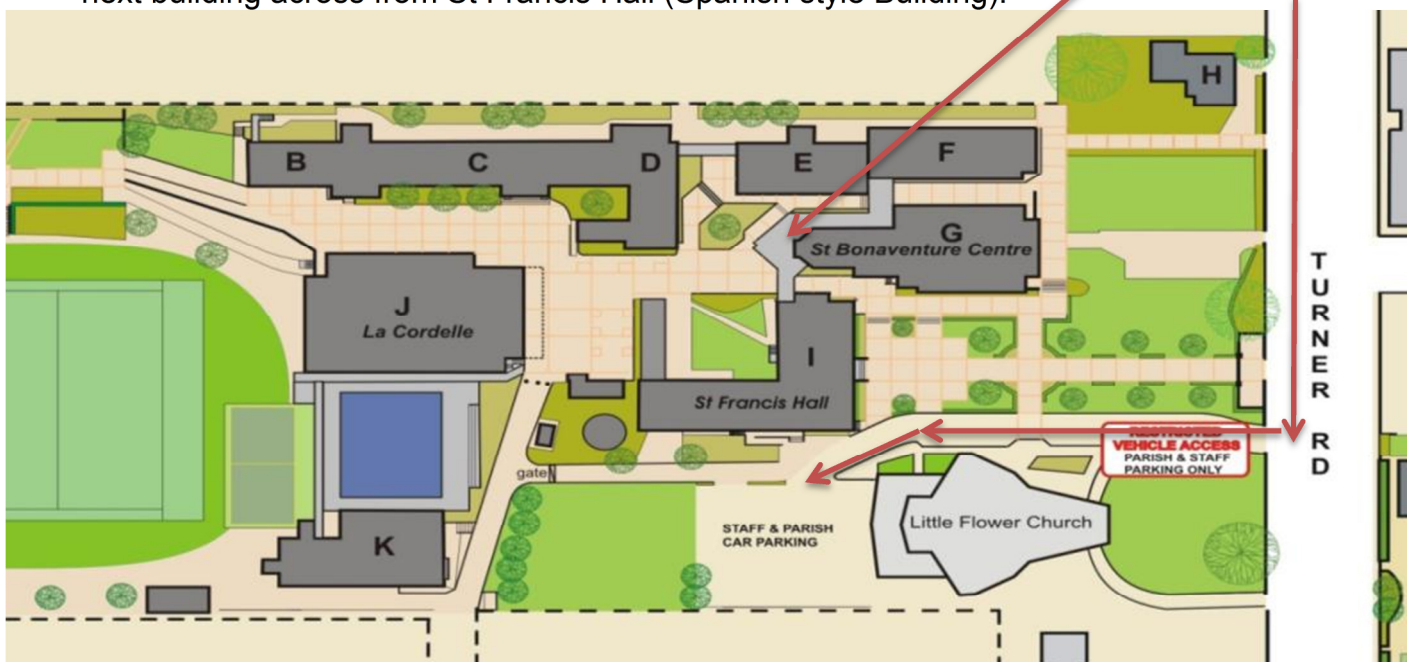 next building across from St Francis Hall (Spanish style Building).
H
B
C
D
E
F
G
St Bonaventure Centre
J
La Cordelle
I
St Francis Hall
T
U
R
N
E
R
R
D
RESTRICTED
VEHICLE ACCESS
PARISH & STAFF
PARKING ONLY
gate
STAFF & PARISH
CAR PARKING
Little Flower Church
K